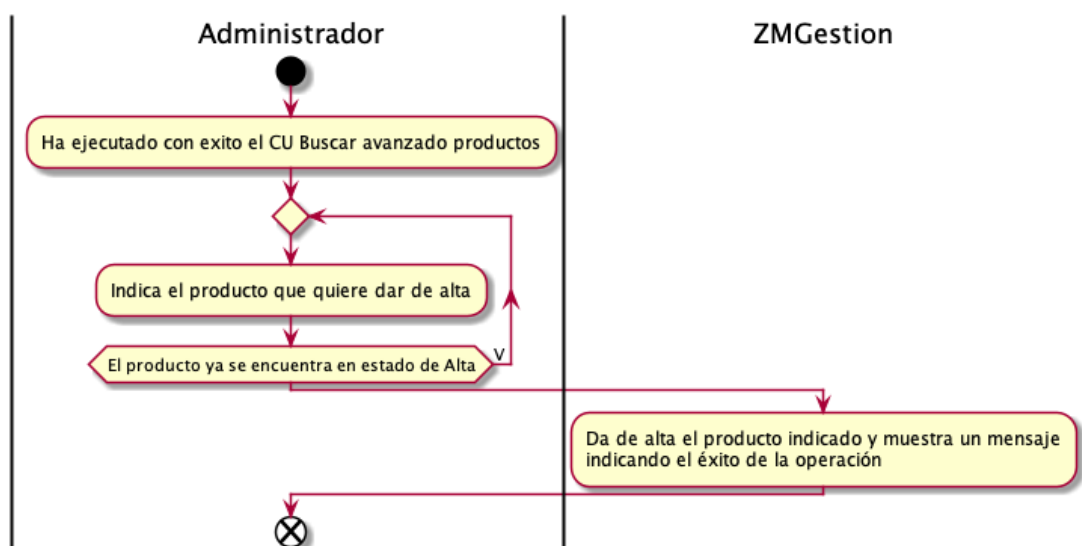 Administrador
ZMGestion
Ha ejecutado con exito el CU Buscar avanzado productos
Indica el producto que quiere dar de alta
El producto ya se encuentra en estado de Alta
V
Da de alta el producto indicado y muestra un mensaje
indicando el éxito de la operación